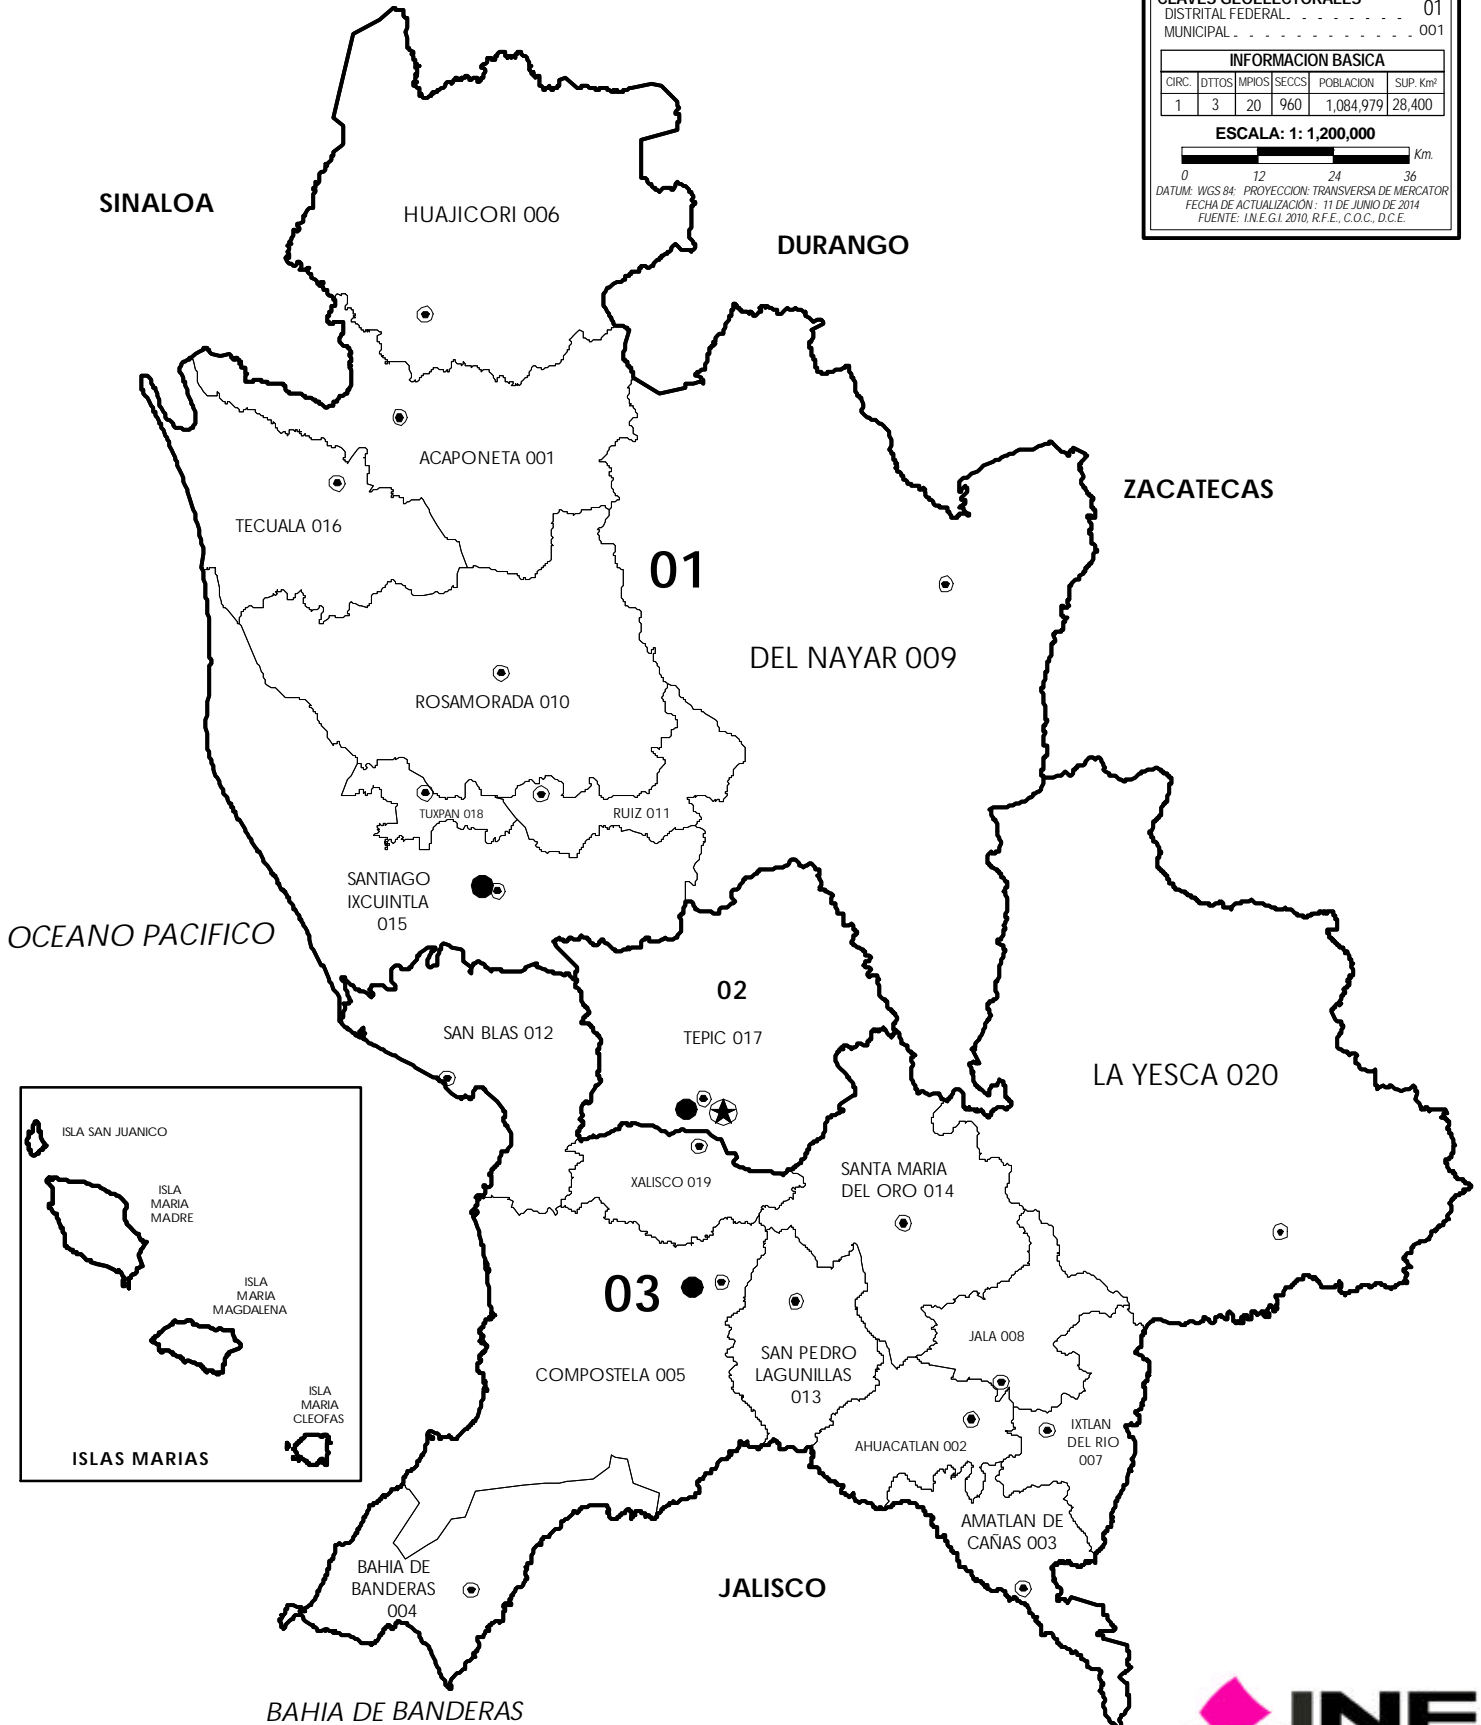 CLAVES GEOELECTORALES
DISTRITAL FEDERAL. - - - - - - - - 01
MUNICIPAL - - - - - - - - - - - - 001
INFORMACION BASICA
CIRC. DTTOS MPIOS SECCS POBLACION SUP. Km²
1 3 20 960 1,084,979 28,400
ESCALA: 1: 1,200,000
Km.
0 12 24 36
DATUM: WGS 84; PROYECCION: TRANSVERSA DE MERCATOR
FECHA DE ACTUALIZACIÓN : 11 DE JUNIO DE 2014
FUENTE: I.N.E.G.I. 2010, R.F.E., C.O.C., D.C.E.
SINALOA
HUAJICORI 006
DURANGO
ACAPONETA 001
ZACATECAS
TECUALA 016
01
DEL NAYAR 009
ROSAMORADA 010
TUXPAN 018
RUIZ 011
SANTIAGO
IXCUINTLA
015
OCEANO PACIFICO
02
SAN BLAS 012
TEPIC 017
LA YESCA 020
ISLA SAN JUANICO
ISLA
MARIA
MADRE
ISLA
MARIA
MAGDALENA
ISLA
MARIA
CLEOFAS
ISLAS MARIAS
XALISCO 019
SANTA MARIA
DEL ORO 014
03
JALA 008
COMPOSTELA 005
SAN PEDRO
LAGUNILLAS
013
AHUACATLAN 002
IXTLAN
DEL RIO
007
AMATLAN DE
CAÑAS 003
BAHIA DE
BANDERAS
004
JALISCO
BAHIA DE BANDERAS
INE